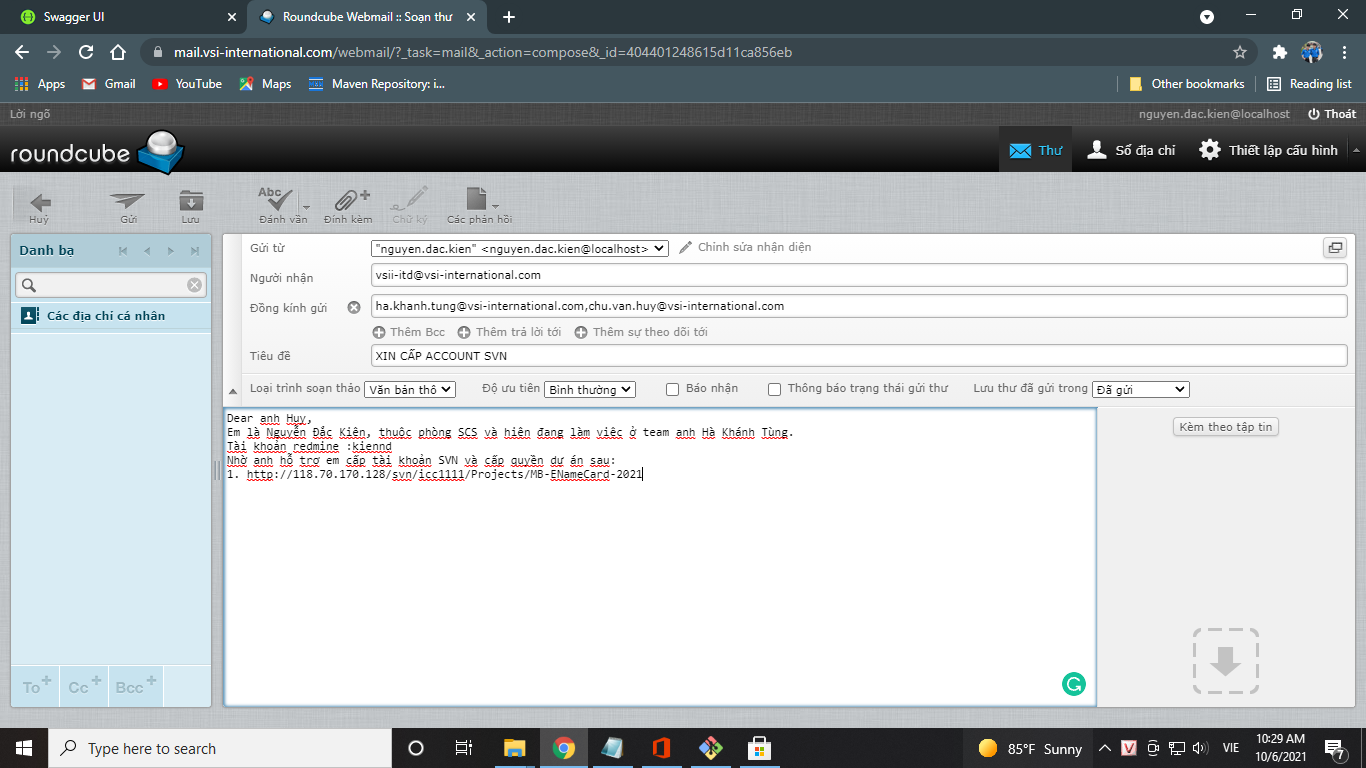 Swagger UI
Roundcube Webmail :: Soạn thư
mail.vsi-international.com/webmail/?_task=mail&_action=compose&_id=404401248615d11ca856eb
Apps
Gmail
YouTube
Maps
Maven Repository: i...
Other bookmarks
Reading list
Lời ngõ
nguyen.dac.kien@localhost
Thoát
roundcube
Thư
Sổ địa chỉ
Thiết lập cấu hình
Huỷ
Gửi
Lưu
Abc
Đánh vần
Đính kèm
Chữ ký
Các phản hồi
Danh bạ
Các địa chỉ cá nhân
Gửi từ
"nguyen.dac.kien" <nguyen.dac.kien@localhost>
Chỉnh sửa nhận diện
Người nhận
vsii-itd@vsi-international.com
Đồng kính gửi
ha.khanh.tung@vsi-international.com,chu.van.huy@vsi-international.com
Thêm Bcc
Thêm trả lời tới
Thêm sự theo dõi tới
Tiêu đề
XIN CẤP ACCOUNT SVN
Loại trình soạn thảo
Văn bản thô
Độ ưu tiên
Bình thường
Báo nhận
Thông báo trạng thái gửi thư
Lưu thư đã gửi trong
Đã gửi
Dear anh Huy,
Em là Nguyễn Đắc Kiên, thuộc phòng SCS và hiện đang làm việc ở team anh Hà Khánh Tùng.
Tài khoản redmine :kiennd
Nhờ anh hỗ trợ em cấp tài khoản SVN và cấp quyền dự án sau:
1. http://118.70.170.128/svn/icc1111/Projects/MB-ENameCard-2021
Kèm theo tập tin
To+
Cc+
Bcc+
Type here to search
85°F Sunny
VIE
10:29 AM
10/6/2021
7